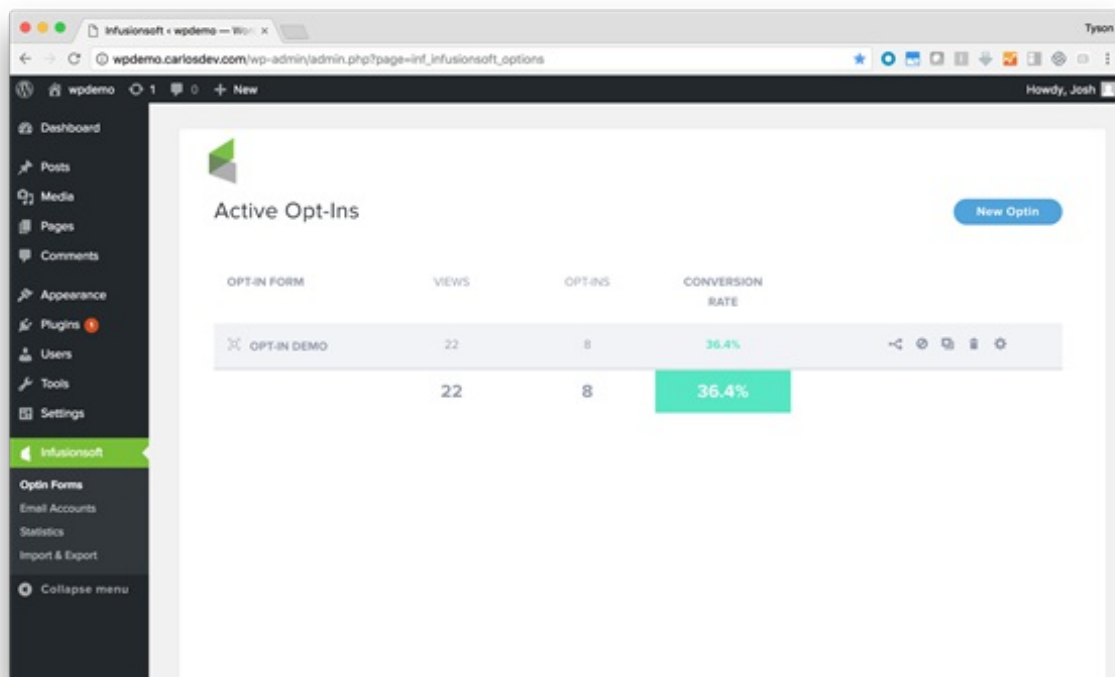 Infusionsoft ‹ wpdemo — Wor
Tyson
wpdemo.carlosdev.com/wp-admin/admin.php?page=inf_infusionsoft_options
wpdemo 1 0 + New
Howdy, Josh
Dashboard
Posts
Media
Pages
Comments
Appearance
Plugins 1
Users
Tools
Settings
Infusionsoft
Optin Forms
Email Accounts
Statistics
Import & Export
Collapse menu
Active Opt-Ins
New Optin
OPT-IN FORM VIEWS OPT-INS CONVERSION
RATE
OPT-IN DEMO 22 8 36.4%
22 8 36.4%